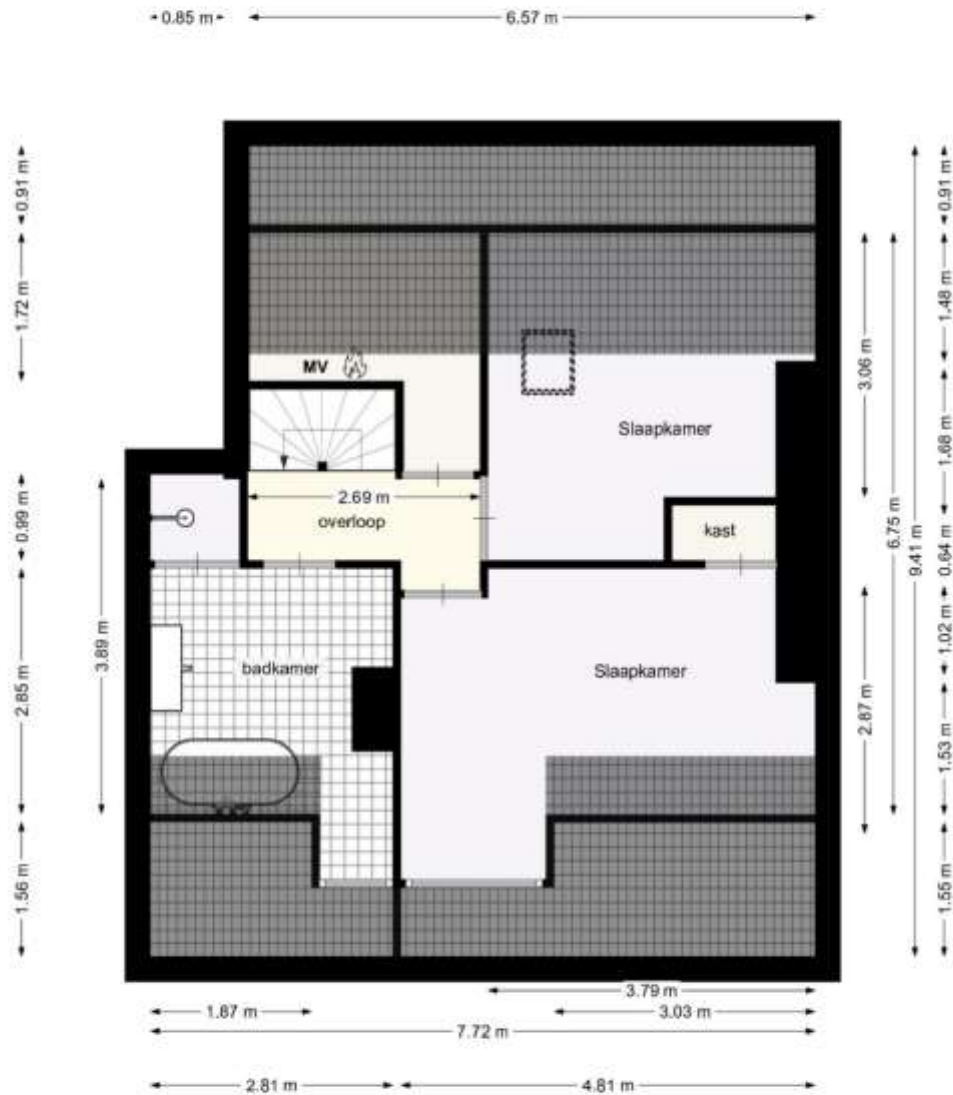 0.85 m
6.57 m
0.91 m
0.91 m
1.72 m
1.48 m
3.06 m
MV
Slaapkamer
1.68 m
2.69 m
overloop
kast
0.99 m
6.75 m
9.41 m
0.64 m
3.89 m
badkamer
Slaapkamer
1.02 m
2.85 m
2.87 m
1.53 m
1.56 m
1.55 m
3.79 m
1.87 m
3.03 m
7.72 m
2.81 m
4.81 m